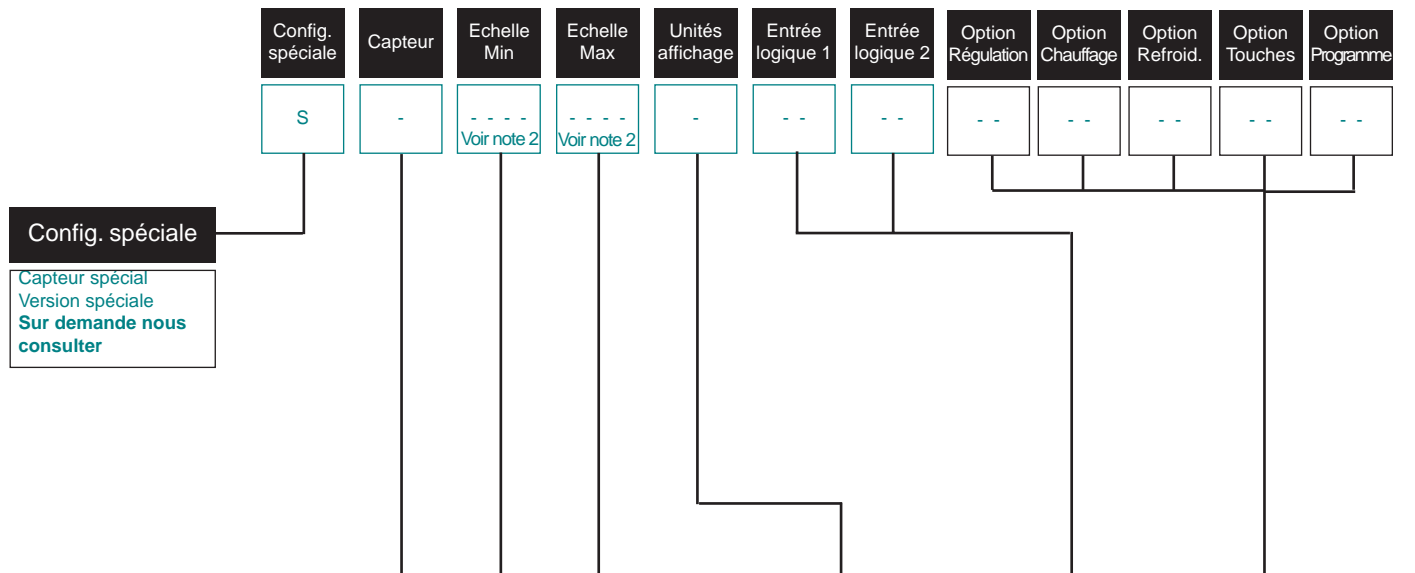 Config.
spéciale
Capteur
Echelle
Min
Echelle
Max
Unités
affichage
Entrée
logique 1
Entrée
logique 2
Option
Régulation
Option
Chauffage
Option
Refroid.
Option
Touches
Option
Programme
S
-
- - - -
Voir note 2
- - - -
Voir note 2
-
- -
- -
- -
- -
- -
- -
- -
Config. spéciale
Capteur spécial
Version spéciale
Sur demande nous
consulter